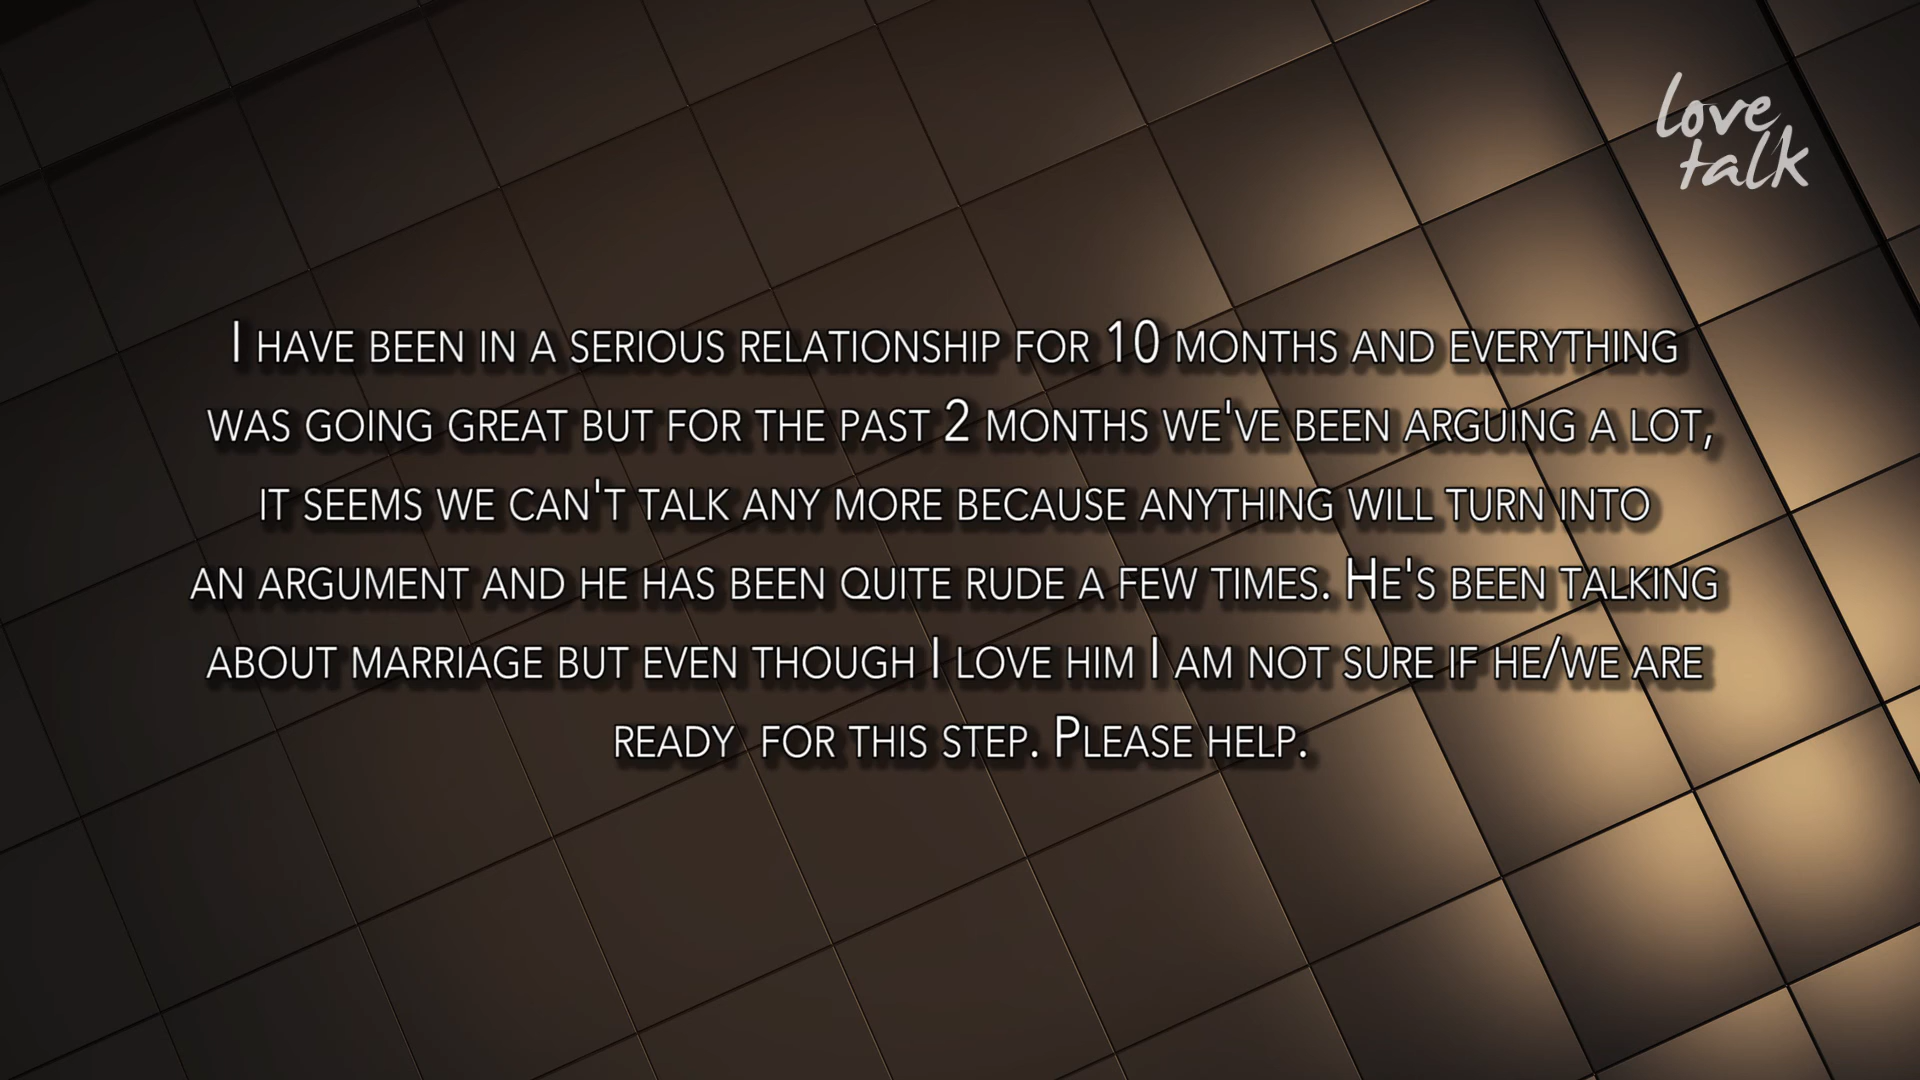 love
talk
I have been in a serious relationship for 10 months and everything
was going great but for the past 2 months we've been arguing a lot,
it seems we can't talk any more because anything will turn into
an argument and he has been quite rude a few times. He's been talking
about marriage but even though I love him I am not sure if he/we are
ready  for this step. Please help.